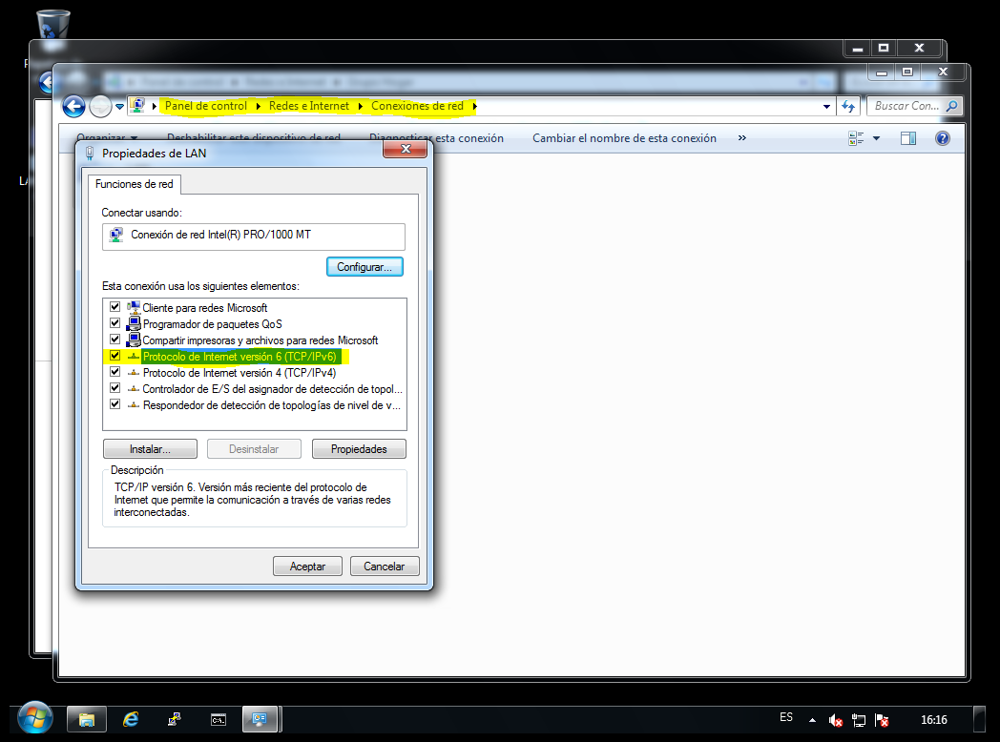 Panel de control Redes e Internet Conexiones de red Buscar Con...
Organizar Deshabilitar este dispositivo de red Diagnosticar esta conexión Cambiar el nombre de esta conexión »
Propiedades de LAN
Funciones de red
Conectar usando:
Conexión de red Intel(R) PRO/1000 MT
Configurar...
Esta conexión usa los siguientes elementos:
Cliente para redes Microsoft
Programador de paquetes QoS
Compartir impresoras y archivos para redes Microsoft
Protocolo de Internet versión 6 (TCP/IPv6)
Protocolo de Internet versión 4 (TCP/IPv4)
Controlador de E/S del asignador de detección de topol...
Respondedor de detección de topologías de nivel de v...
Instalar... Desinstalar Propiedades
Descripción
TCP/IP versión 6. Versión más reciente del protocolo de
Internet que permite la comunicación a través de varias redes
interconectadas.
Aceptar Cancelar
ES 16:16